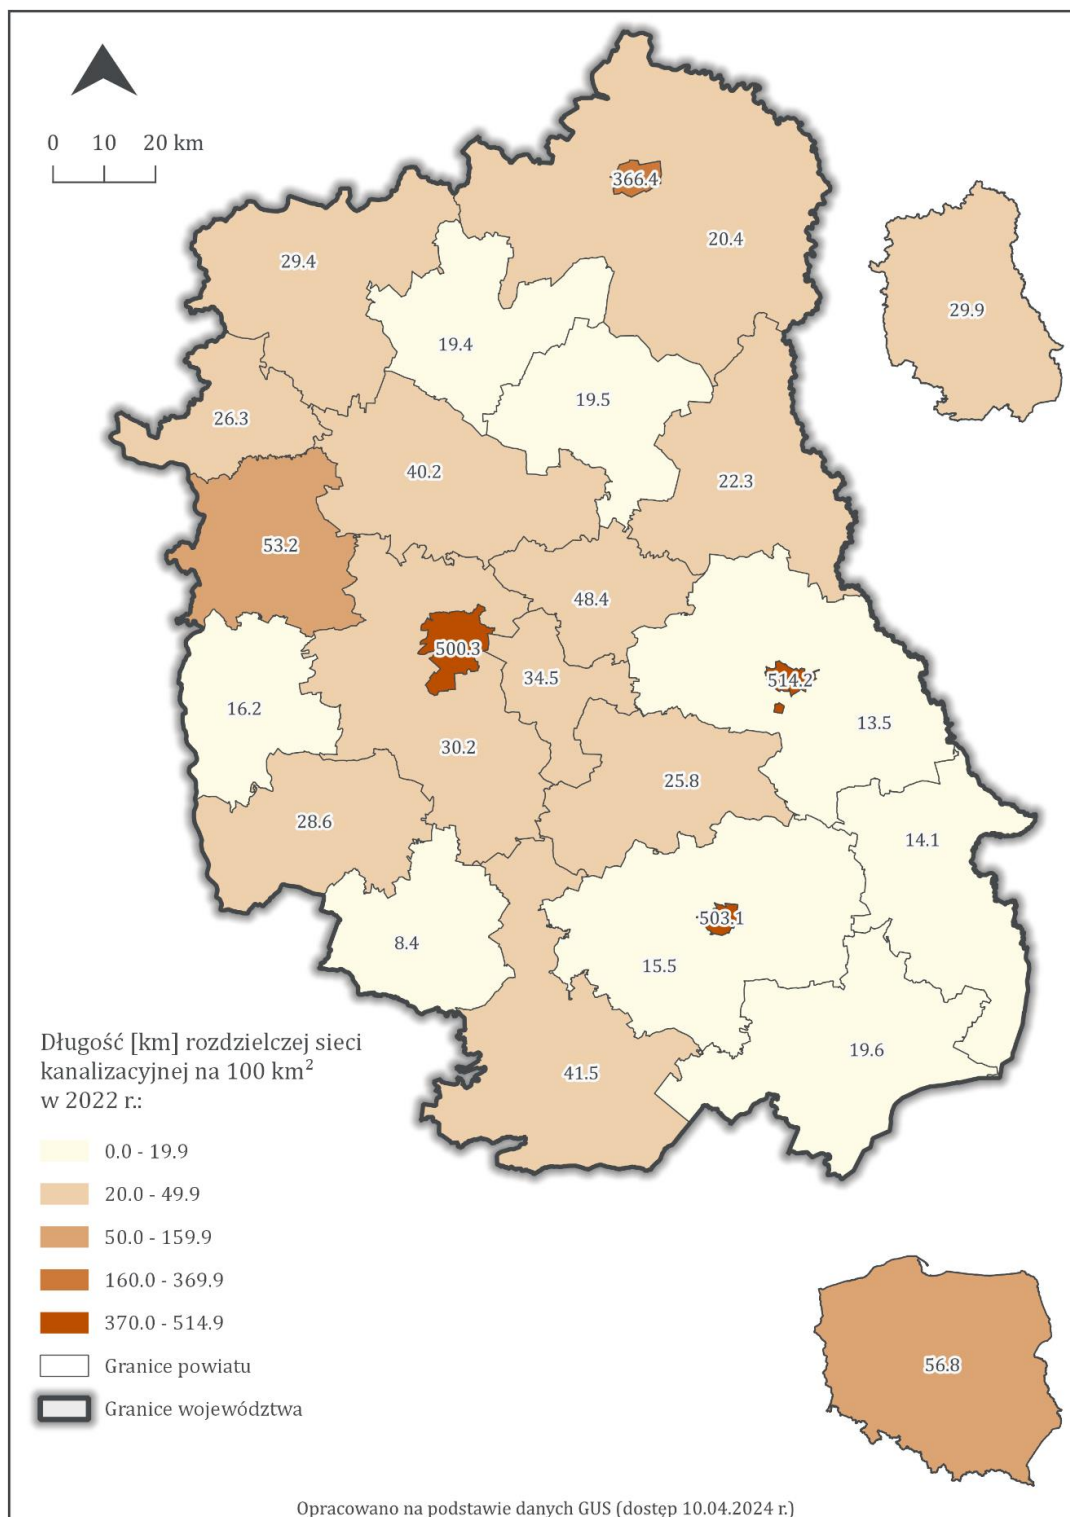 0 10 20 km
366.4
20.4
29.4
29.9
19.4
19.5
26.3
40.2
22.3
53.2
48.4
500.3
34.5
514.2
16.2
13.5
30.2
25.8
28.6
14.1
503.1
8.4
15.5
19.6
41.5
Długość [km] rozdzielczej sieci
kanalizacyjnej na 100 km²
w 2022 r.:
0.0 - 19.9
20.0 - 49.9
50.0 - 159.9
160.0 - 369.9
370.0 - 514.9
Granice powiatu
Granice województwa
56.8
Opracowano na podstawie danych GUS (dostęp 10.04.2024 r.)